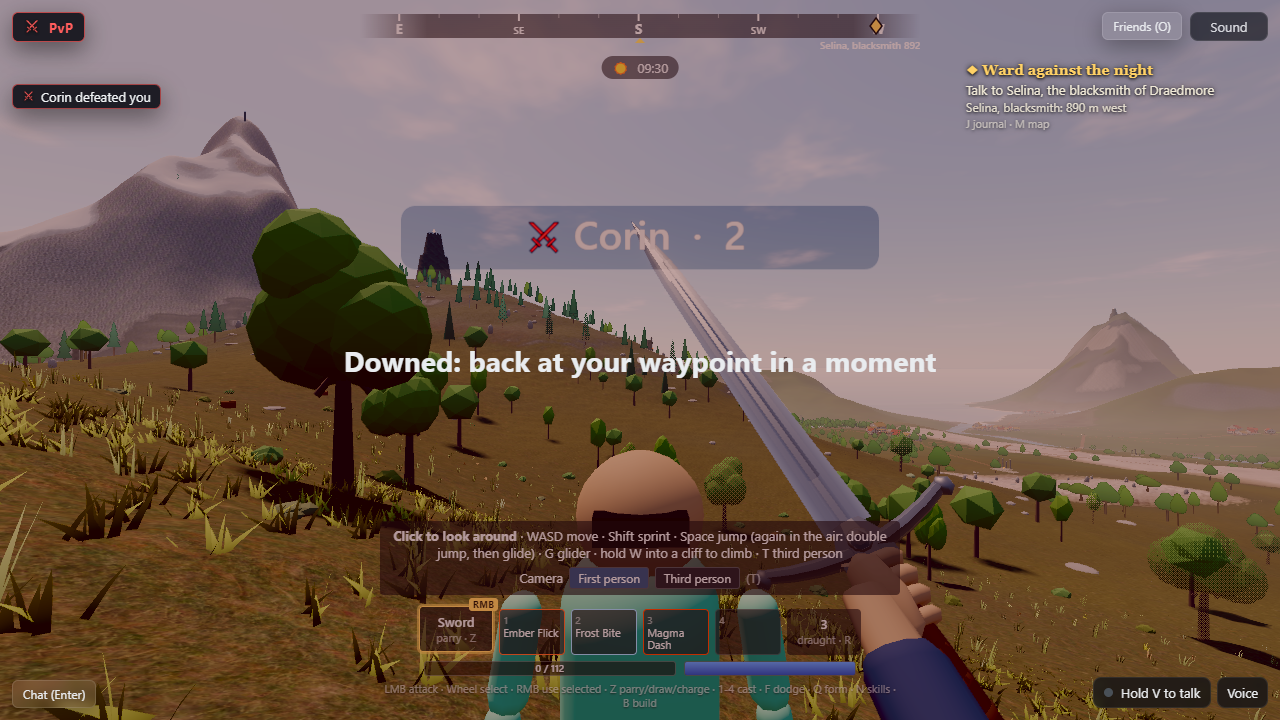 PvP
E
SE
S
SW
Selina, blacksmith 892
09:30
Friends (O)
Sound
Corin defeated you
Ward against the night
Talk to Selina, the blacksmith of Draedmore
Selina, blacksmith: 890 m west
J journal · M map
Corin · 2
Downed: back at your waypoint in a moment
Click to look around · WASD move · Shift sprint · Space jump (again in the air: double
jump, then glide) · G glider · hold W into a cliff to climb · T third person
Camera First person Third person (T)
RMB
Sword
parry · Z
1
Ember Flick
2
Frost Bite
3
Magma
Dash
4
3
draught · R
0 / 112
LMB attack · Wheel select · RMB use selected · Z parry/draw/charge · 1-4 cast · F dodge · Q form · N skills ·
B build
Chat (Enter)
Hold V to talk
Voice